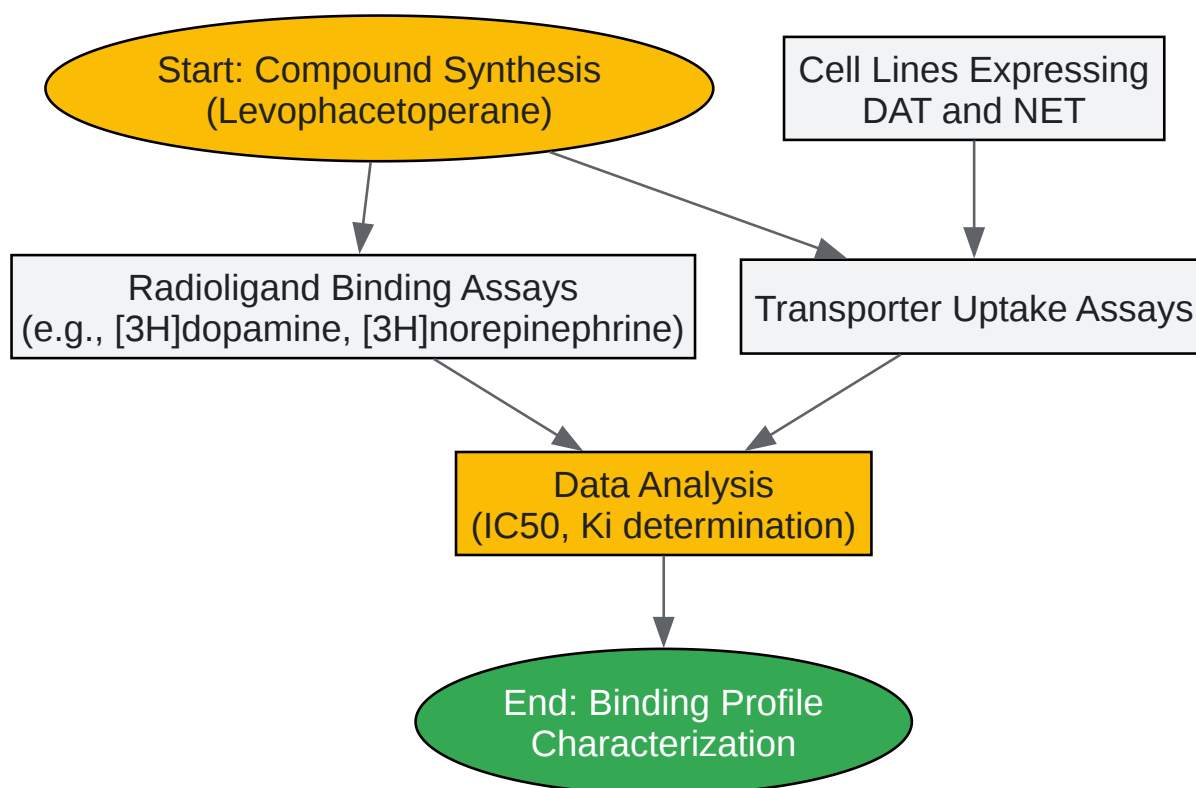 Start: Compound Synthesis
(Levophacetoperane)
Cell Lines Expressing
DAT and NET
Radioligand Binding Assays
(e.g., [3H]dopamine, [3H]norepinephrine)
Transporter Uptake Assays
Data Analysis
(IC50, Ki determination)
End: Binding Profile
Characterization